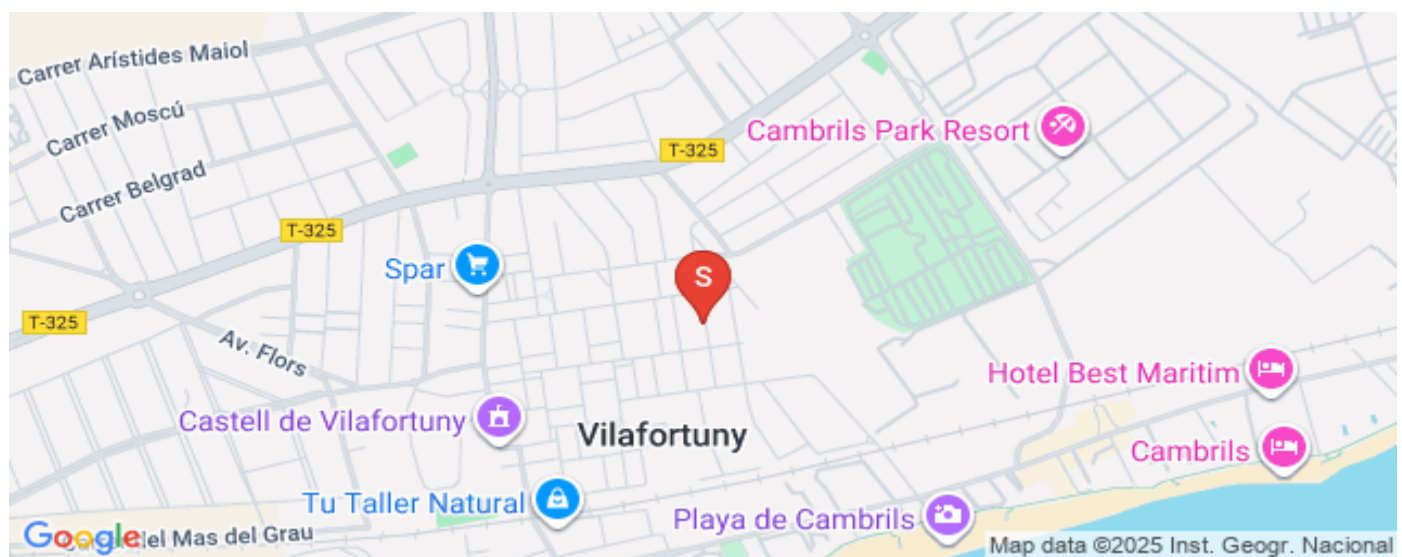 Carrer Arístides Maiol
Carrer Moscú
Carrer Belgrad
T-325
Cambrils Park Resort
T-325
Spar
S
T-325
Av. Flors
Hotel Best Maritim
Castell de Vilafortuny
Vilafortuny
Cambrils
Tu Taller Natural
Playa de Cambrils
Google
del Mas del Grau
Map data ©2025 Inst. Geogr. Nacional